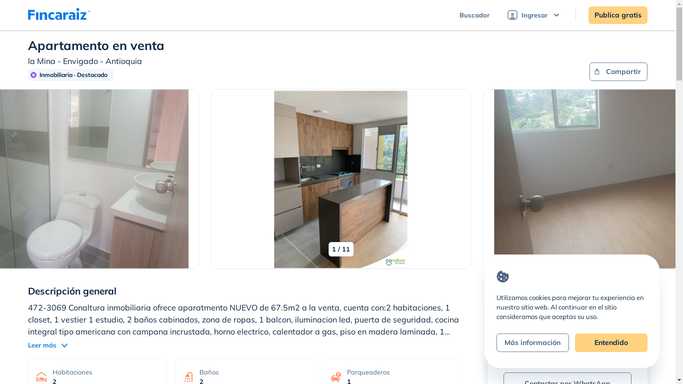 Fincaraiz
Buscador
Ingresar
Publica gratis
Apartamento en venta
la Mina - Envigado - Antioquia
Inmobiliaria - Destacado
Compartir
1 / 11
Descripción general
472-3069 Conaltura inmobiliaria ofrece aparatmento NUEVO de 67.5m2 a la venta, cuenta con:2 habitaciones, 1
closet, 1 vestier 1 estudio, 2 baños cabinados, zona de ropas, 1 balcon, iluminacion led, puerta de seguridad, cocina
integral tipo americana con campana incrustada, horno electrico, calentador a gas, piso en madera laminada, 1...
Leer más
Habitaciones
2
Baños
2
Parqueaderos
1
Utilizamos cookies para mejorar tu experiencia en
nuestro sitio web. Al continuar en el sitio
consideramos que aceptas su uso.
Más información
Entendido
Contactar por WhatsApp